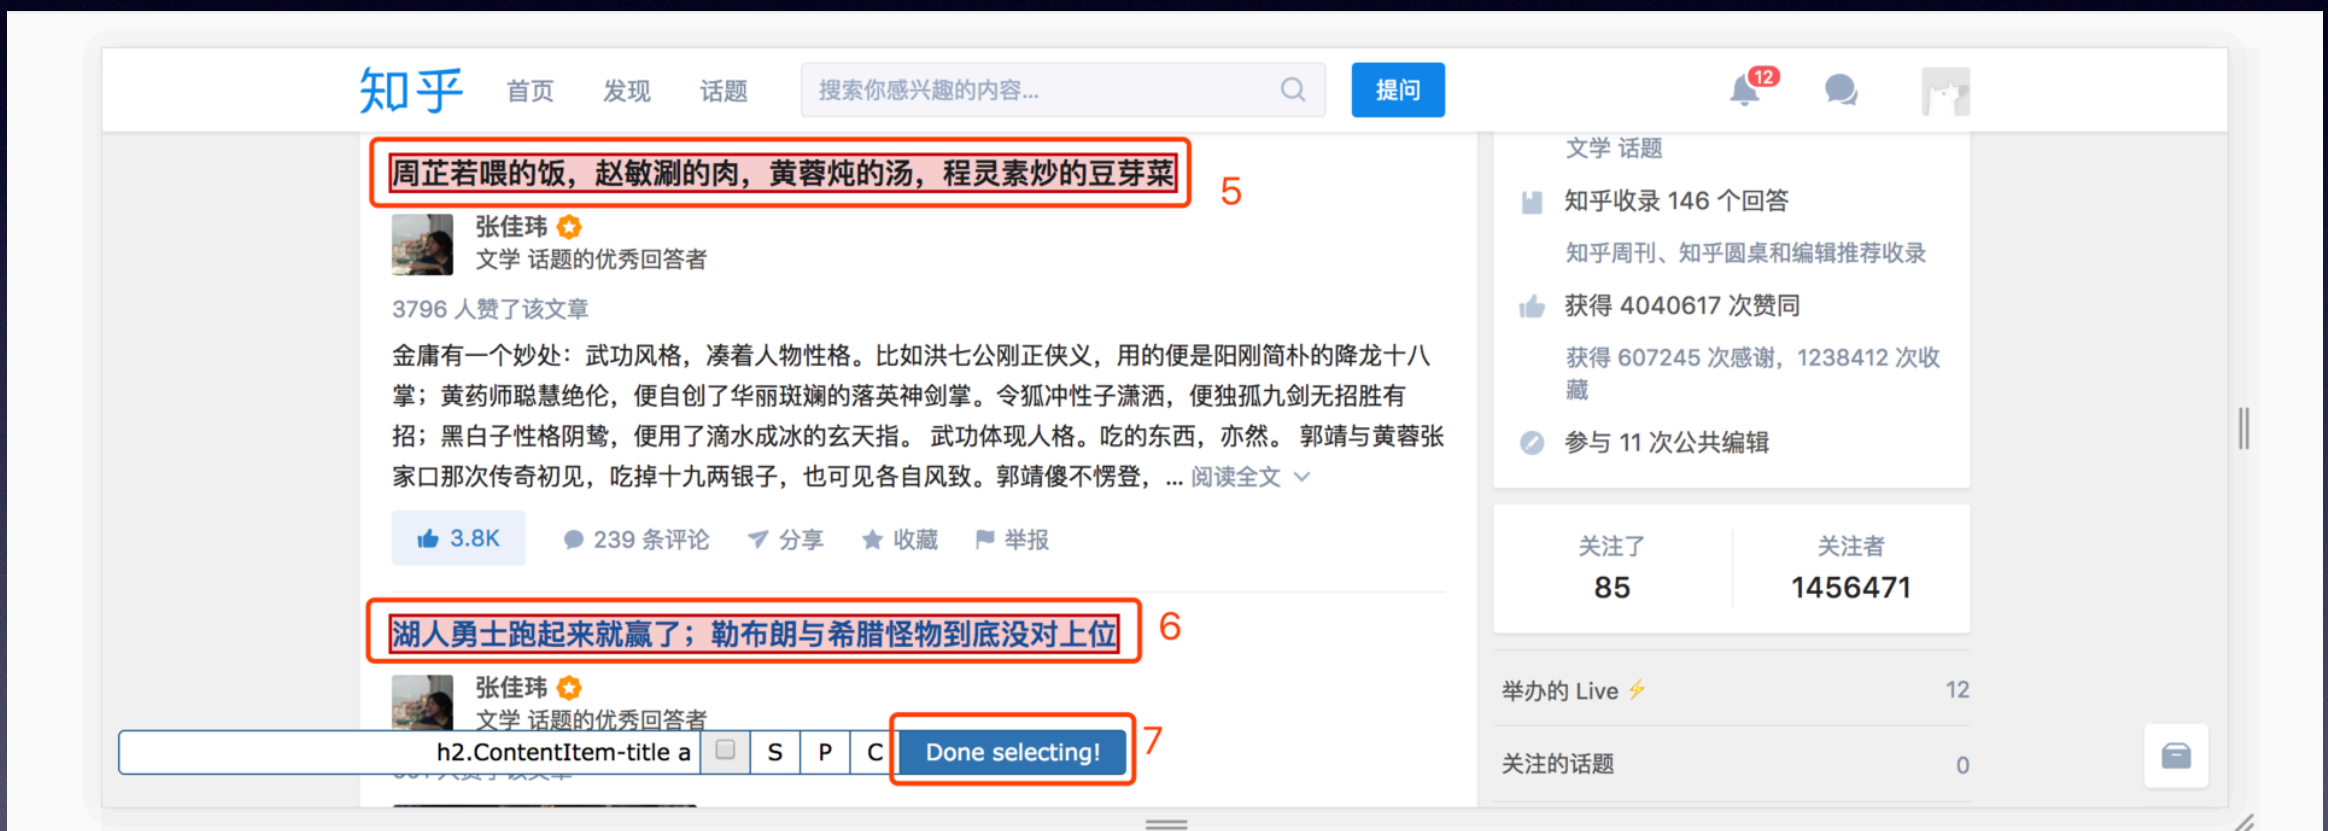 知乎 首页 发现 话题 搜索你感兴趣的内容... 提问 12
周芷若喂的饭，赵敏涮的肉，黄蓉炖的汤，程灵素炒的豆芽菜
5
张佳玮
文学 话题的优秀回答者
3796 人赞了该文章
金庸有一个妙处：武功风格，凑着人物性格。比如洪七公刚正侠义，用的便是阳刚简朴的降龙十八
掌；黄药师聪慧绝伦，便自创了华丽斑斓的落英神剑掌。令狐冲性子潇洒，便独孤九剑无招胜有
招；黑白子性格阴鸷，便用了滴水成冰的玄天指。 武功体现人格。吃的东西，亦然。 郭靖与黄蓉张
家口那次传奇初见，吃掉十九两银子，也可见各自风致。郭靖傻不愣登，... 阅读全文
3.8K 239 条评论 分享 收藏 举报
湖人勇士跑起来就赢了；勒布朗与希腊怪物到底没对上位
6
张佳玮
文学 话题的优秀回答者
h2.ContentItem-title a S P C Done selecting!
7
文学 话题
知乎收录 146 个回答
知乎周刊、知乎圆桌和编辑推荐收录
获得 4040617 次赞同
获得 607245 次感谢，1238412 次收
藏
参与 11 次公共编辑
关注了 关注者
85 1456471
举办的 Live 12
关注的话题 0